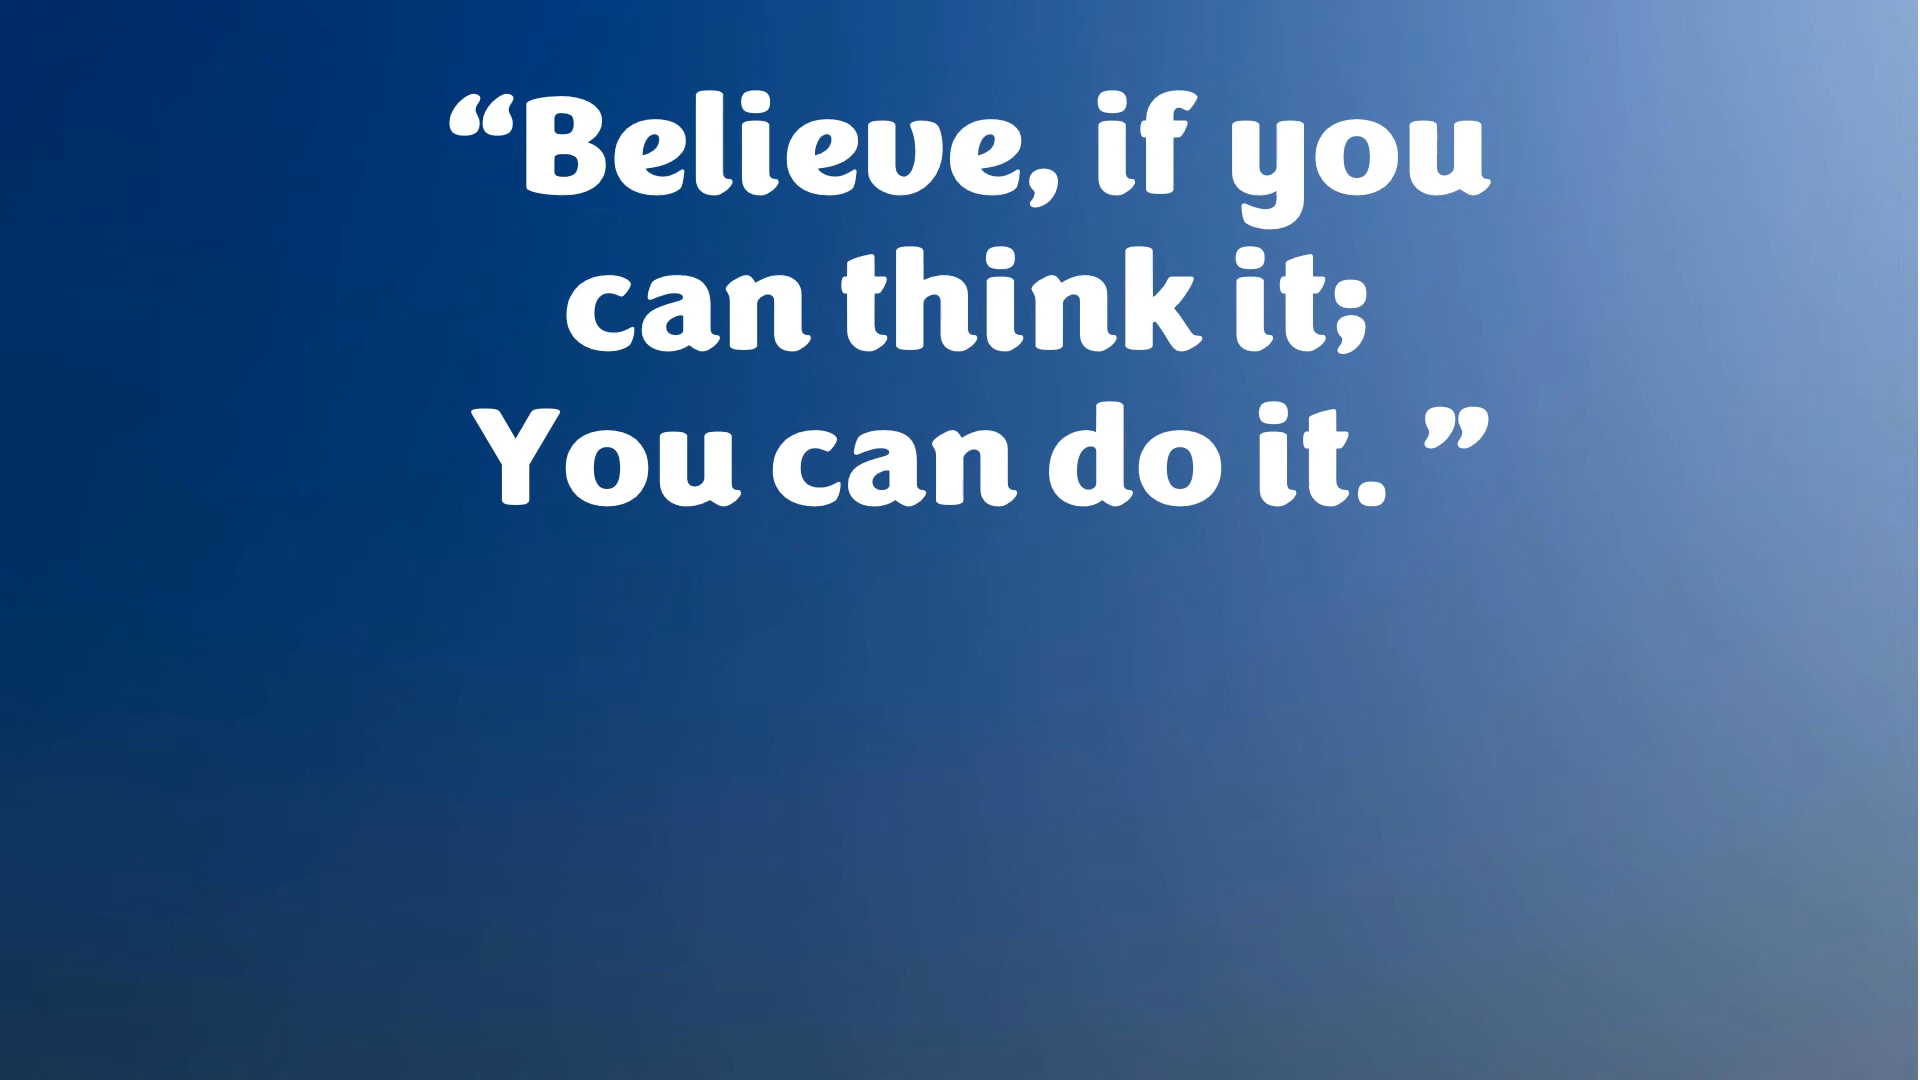 “Believe, if you
can think it;
You can do it. ”